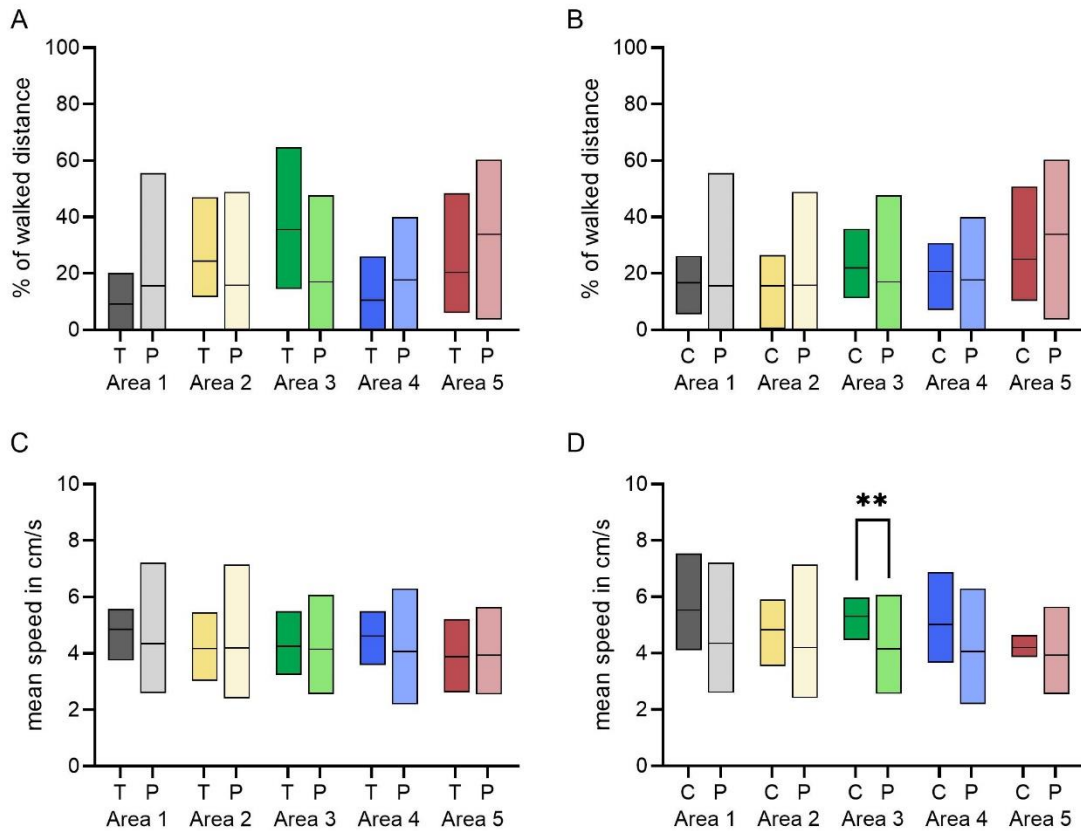 A
% of walked distance
100
80
60
40
20
0
T P T P T P T P T P
Area 1 Area 2 Area 3 Area 4 Area 5
B
% of walked distance
100
80
60
40
20
0
C P C P C P C P C P
Area 1 Area 2 Area 3 Area 4 Area 5
C
mean speed in cm/s
10
8
6
4
2
0
T P T P T P T P T P
Area 1 Area 2 Area 3 Area 4 Area 5
D
mean speed in cm/s
10
8
6
4
2
0
**
C P C P C P C P C P
Area 1 Area 2 Area 3 Area 4 Area 5